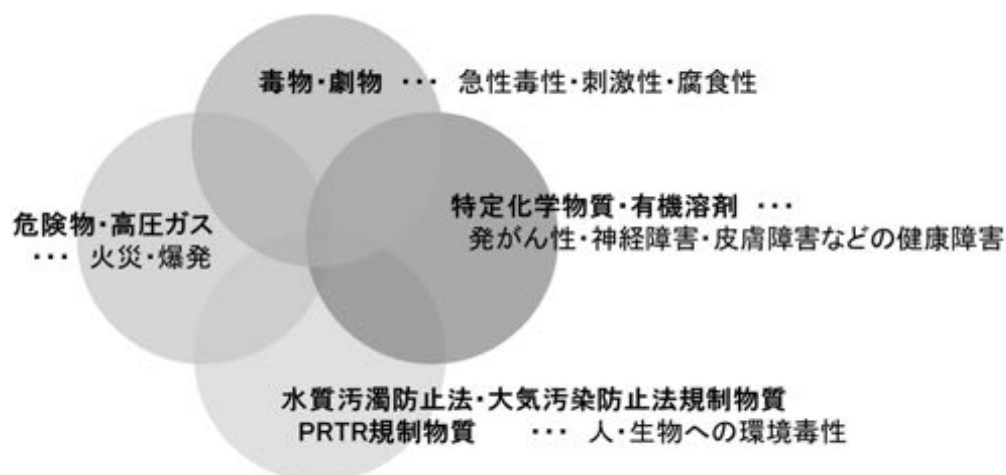 毒物・劇物 ・・・ 急性毒性・刺激性・腐食性
特定化学物質・有機溶剤 ・・・
発がん性・神経障害・皮膚障害などの健康障害
危険物・高圧ガス
・・・ 火災・爆発
水質汚濁防止法・大気汚染防止法規制物質
PRTR規制物質 ・・・ 人・生物への環境毒性